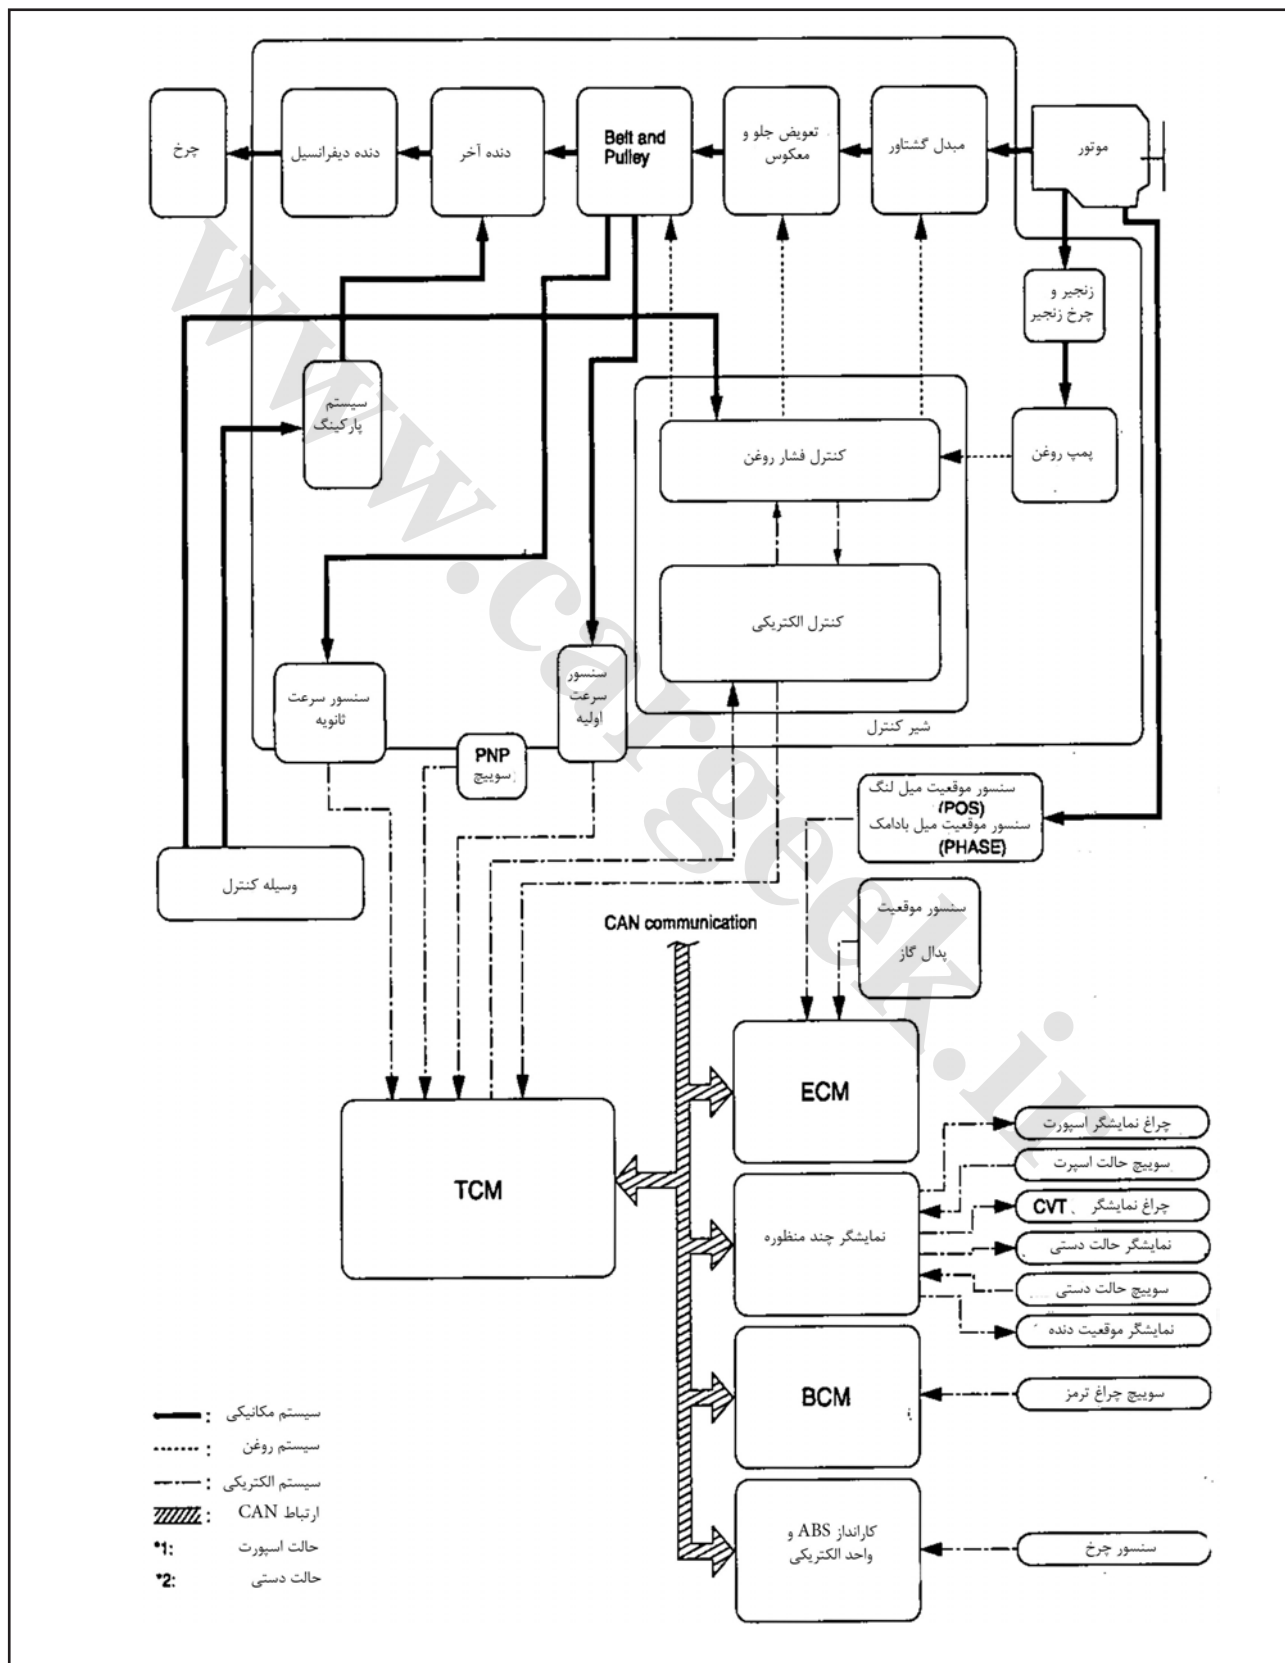 چرخ
دنده دیفرانسیل
دنده آخر
Belt and
Pulley
تعویض جلو و
معکوس
مبدل گشتاور
موتور
زنجیر و
چرخ زنجیر
سیستم
پارکینگ
پمپ روغن
کنترل فشار روغن
کنترل الکتریکی
شیر کنترل
سنسور سرعت
ثانویه
سنسور
سرعت
اولیه
PNP
سوییچ
سنسور موقعیت میل لنگ
(POS)
سنسور موقعیت میل بادامک
(PHASE)
وسیله کنترل
سنسور موقعیت
پدال گاز
CAN communication
ECM
TCM
نمایشگر چند منظوره
BCM
کارانداز ABS و
واحد الکتریکی
چراغ نمایشگر اسپورت
سوییچ حالت اسپرت
چراغ نمایشگر CVT
نمایشگر حالت دستی
سوییچ حالت دستی
نمایشگر موقعیت دنده
سوییچ چراغ ترمز
سنسور چرخ
سیستم مکانیکی :
سیستم روغن :
سیستم الکتریکی :
ارتباط CAN :
*1: حالت اسپورت
*2: حالت دستی
www.cargeek.ir